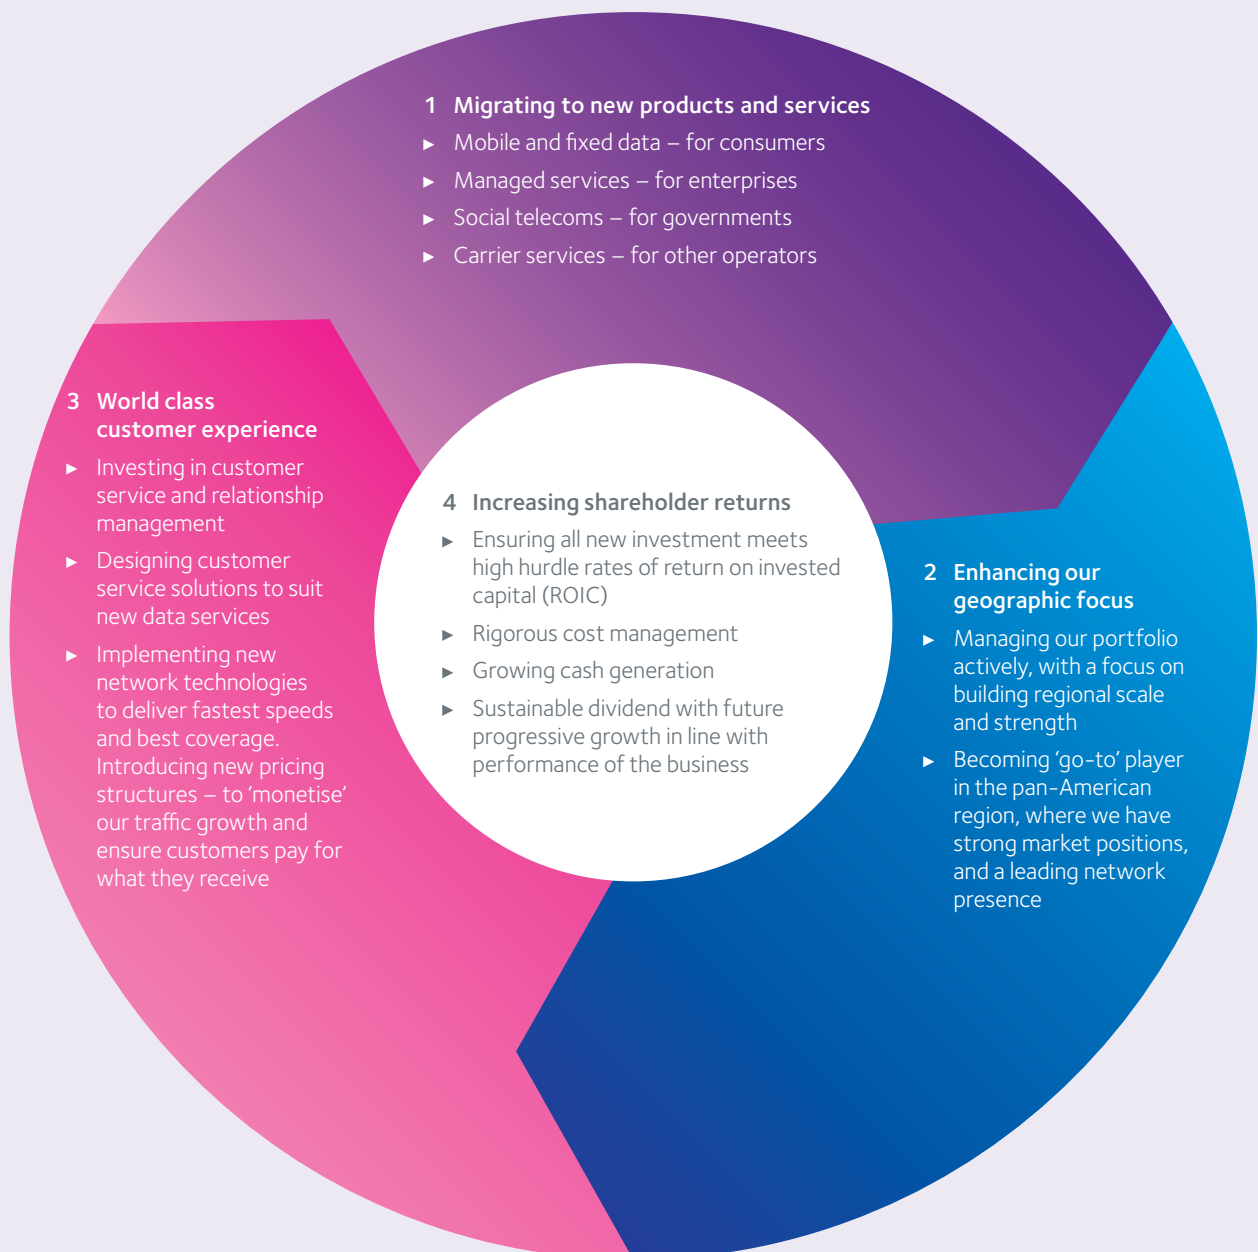 1 Migrating to new products and services
► Mobile and fixed data – for consumers
► Managed services – for enterprises
► Social telecoms – for governments
► Carrier services – for other operators
2 Enhancing our
geographic focus
► Managing our portfolio
actively, with a focus on
building regional scale
and strength
► Becoming ‘go-to’ player
in the pan-American
region, where we have
strong market positions,
and a leading network
presence
3 World class
customer experience
► Investing in customer
service and relationship
management
► Designing customer
service solutions to suit
new data services
► Implementing new
network technologies
to deliver fastest speeds
and best coverage.
Introducing new pricing
structures – to ‘monetise’
our traffic growth and
ensure customers pay for
what they receive
4 Increasing shareholder returns
► Ensuring all new investment meets
high hurdle rates of return on invested
capital (ROIC)
► Rigorous cost management
► Growing cash generation
► Sustainable dividend with future
progressive growth in line with
performance of the business